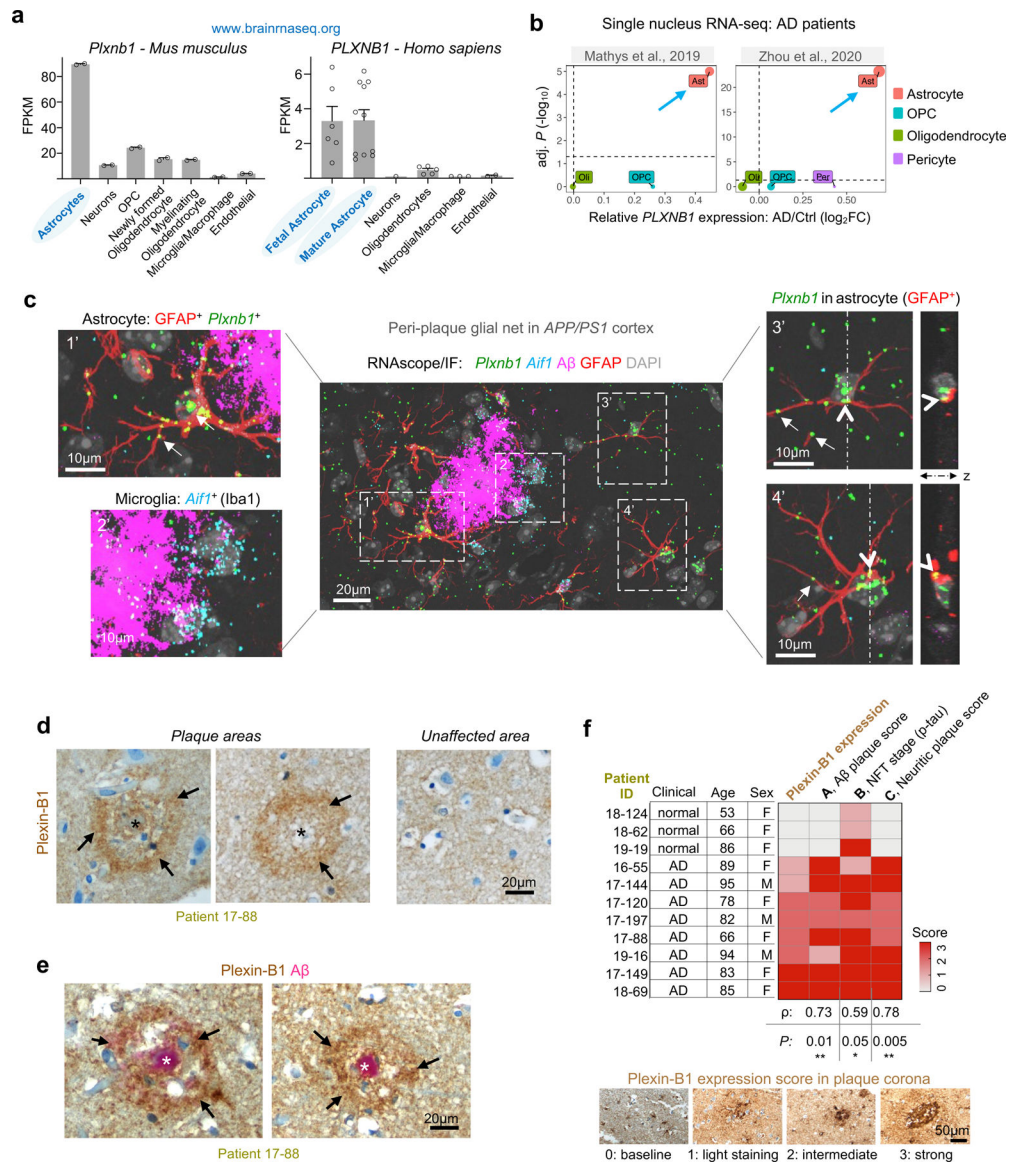 a
www.brainrnaseq.org
Plxnb1 - Mus musculus
PLXNB1 - Homo sapiens
FPKM
80
60
40
20
Astrocytes
Neurons
OPC
Newly formed
Oligodendrocyte
Myelinating
Oligodendrocyte
Microglia/Macrophage
Endothelial
FPKM
8
6
4
2
0
Fetal Astrocyte
Mature Astrocyte
Neurons
Oligodendrocytes
Microglia/Macrophage
Endothelial
b
Single nucleus RNA-seq: AD patients
Mathys et al., 2019
Zhou et al., 2020
adj. P (-log10)
5
4
3
2
1
0
Ast
Oli
OPC
0.0 0.2 0.4
20
15
10
5
0
Ast
Oli
OPC
Per
0.00 0.25 0.50
Astrocyte
OPC
Oligodendrocyte
Pericyte
Relative PLXNB1 expression: AD/Ctrl (log2FC)
c
Astrocyte: GFAP+ Plxnb1+
1'
10µm
Microglia: Aif1+ (Iba1)
2'
10µm
Peri-plaque glial net in APP/PS1 cortex
RNAscope/IF: Plxnb1 Aif1 Aβ GFAP DAPI
1'
2'
3'
4'
20µm
Plxnb1 in astrocyte (GFAP+)
3'
10µm
z
4'
10µm
d
Plaque areas
Unaffected area
Plexin-B1
*
*
20µm
Patient 17-88
e
Plexin-B1 Aβ
*
*
20µm
Patient 17-88
f
Plexin-B1 expression
A, Aβ plaque score
B, NFT stage (p-tau)
C, Neuritic plaque score
Patient
ID Clinical Age Sex
18-124 normal 53 F
18-62 normal 66 F
19-19 normal 86 F
16-55 AD 89 F
17-144 AD 95 M
17-120 AD 78 F
17-197 AD 82 M
17-88 AD 66 F
19-16 AD 94 M
17-149 AD 83 F
18-69 AD 85 F
Score
0 1 2 3
ρ: 0.73 0.59 0.78
P: 0.01 0.05 0.005
** * **
Plexin-B1 expression score in plaque corona
50µm
0: baseline 1: light staining 2: intermediate 3: strong